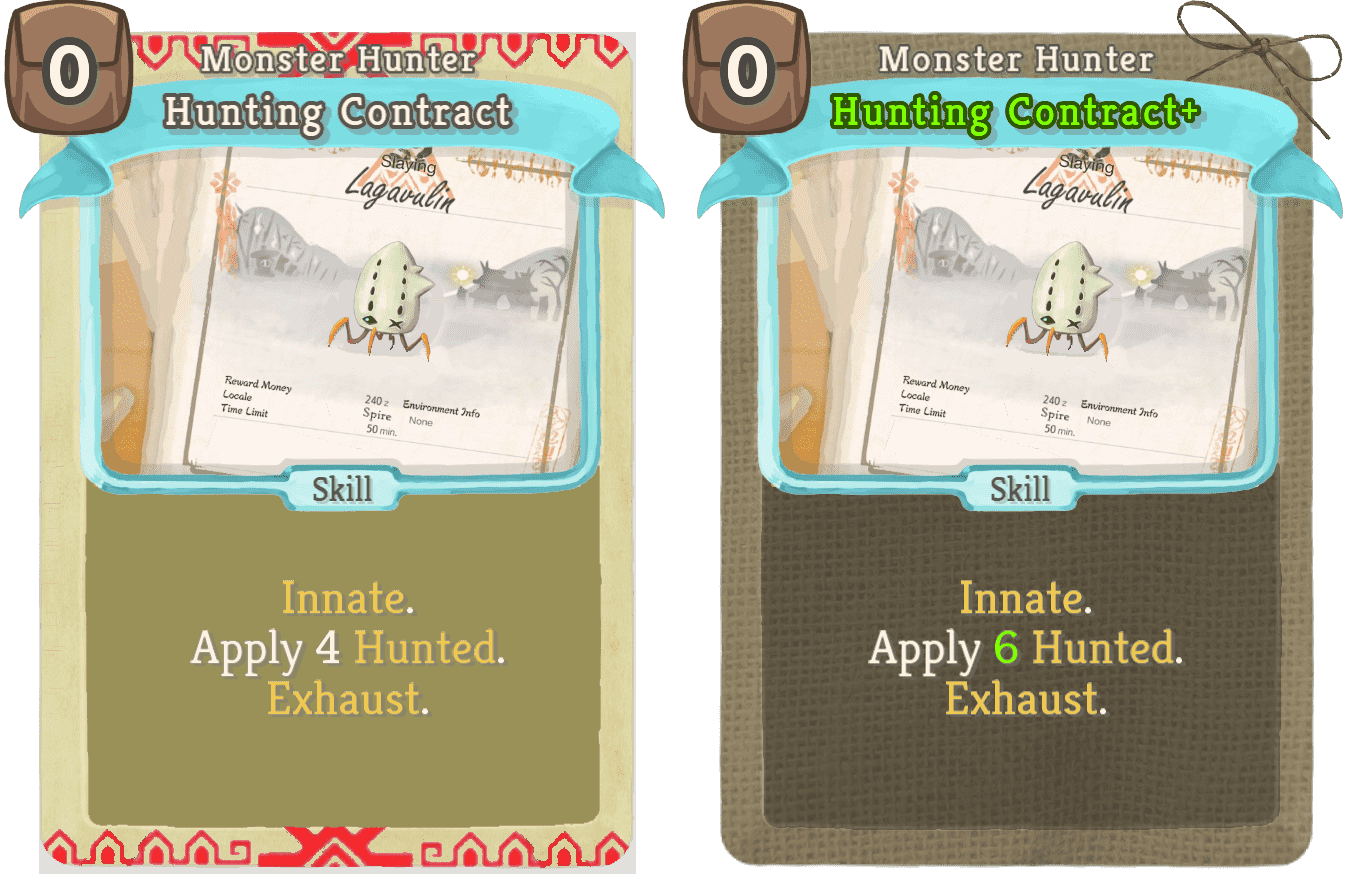 0
Monster Hunter
Hunting Contract
Slaying
Lagavulin
Reward Money 240 z Environment Info
Locale Spire None
Time Limit 50 min.
Skill
Innate.
Apply 4 Hunted.
Exhaust.
0
Monster Hunter
Hunting Contract+
Slaying
Lagavulin
Reward Money 240 z Environment Info
Locale Spire None
Time Limit 50 min.
Skill
Innate.
Apply 6 Hunted.
Exhaust.